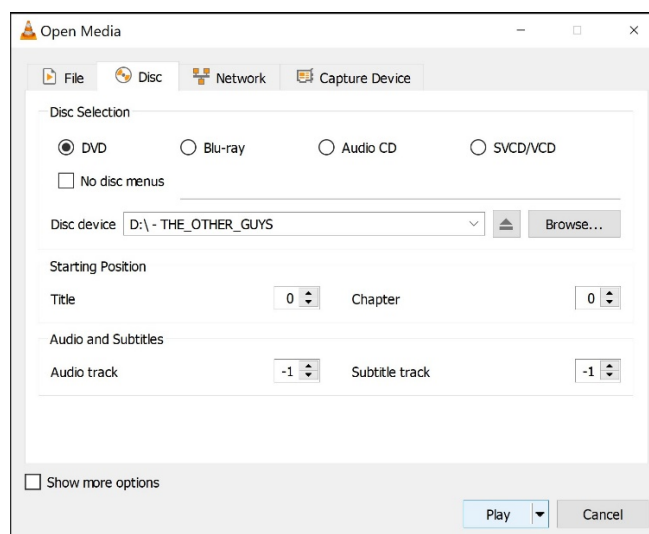 Open Media
File Disc Network Capture Device
Disc Selection
DVD Blu-ray Audio CD SVCD/VCD
No disc menus
Disc device D:\ - THE_OTHER_GUYS Browse...
Starting Position
Title 0 Chapter 0
Audio and Subtitles
Audio track -1 Subtitle track -1
Show more options
Play Cancel